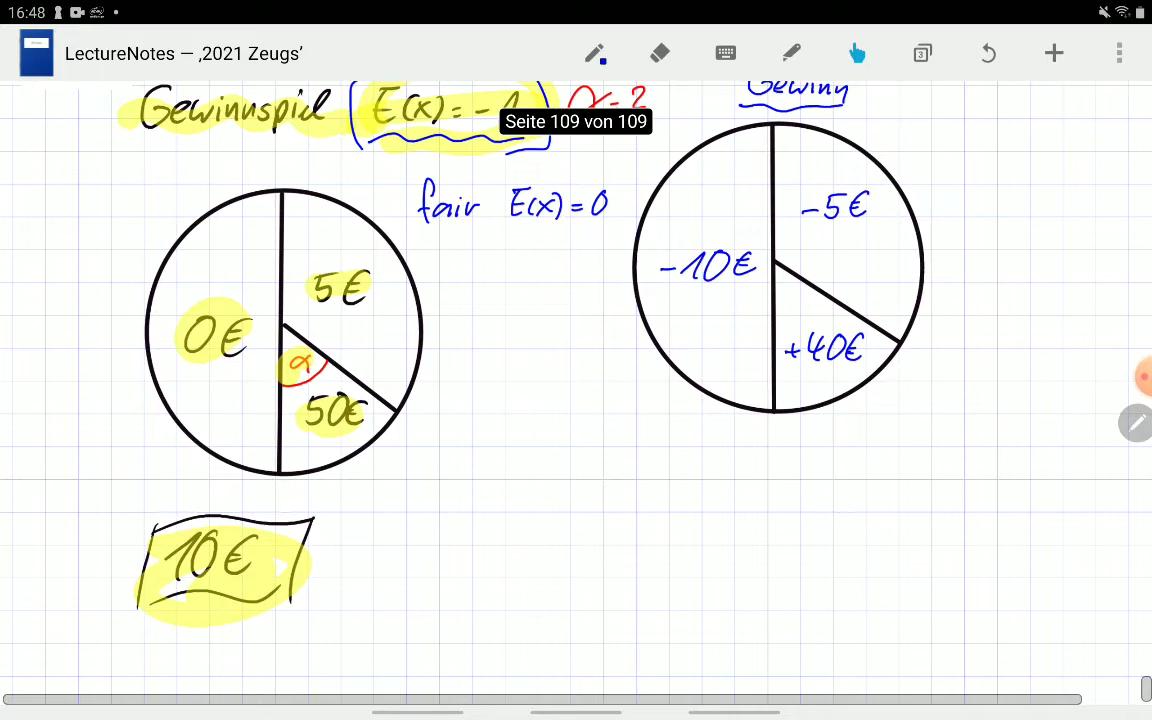 16:48
LectureNotes — ‚2021 Zeugs'
3
Gewinnspiel (E(x) = -1) α = ?
Seite 109 von 109
Gewinn
fair E(x) = 0
5€
0€
α
50€
-5€
-10€
+40€
10€